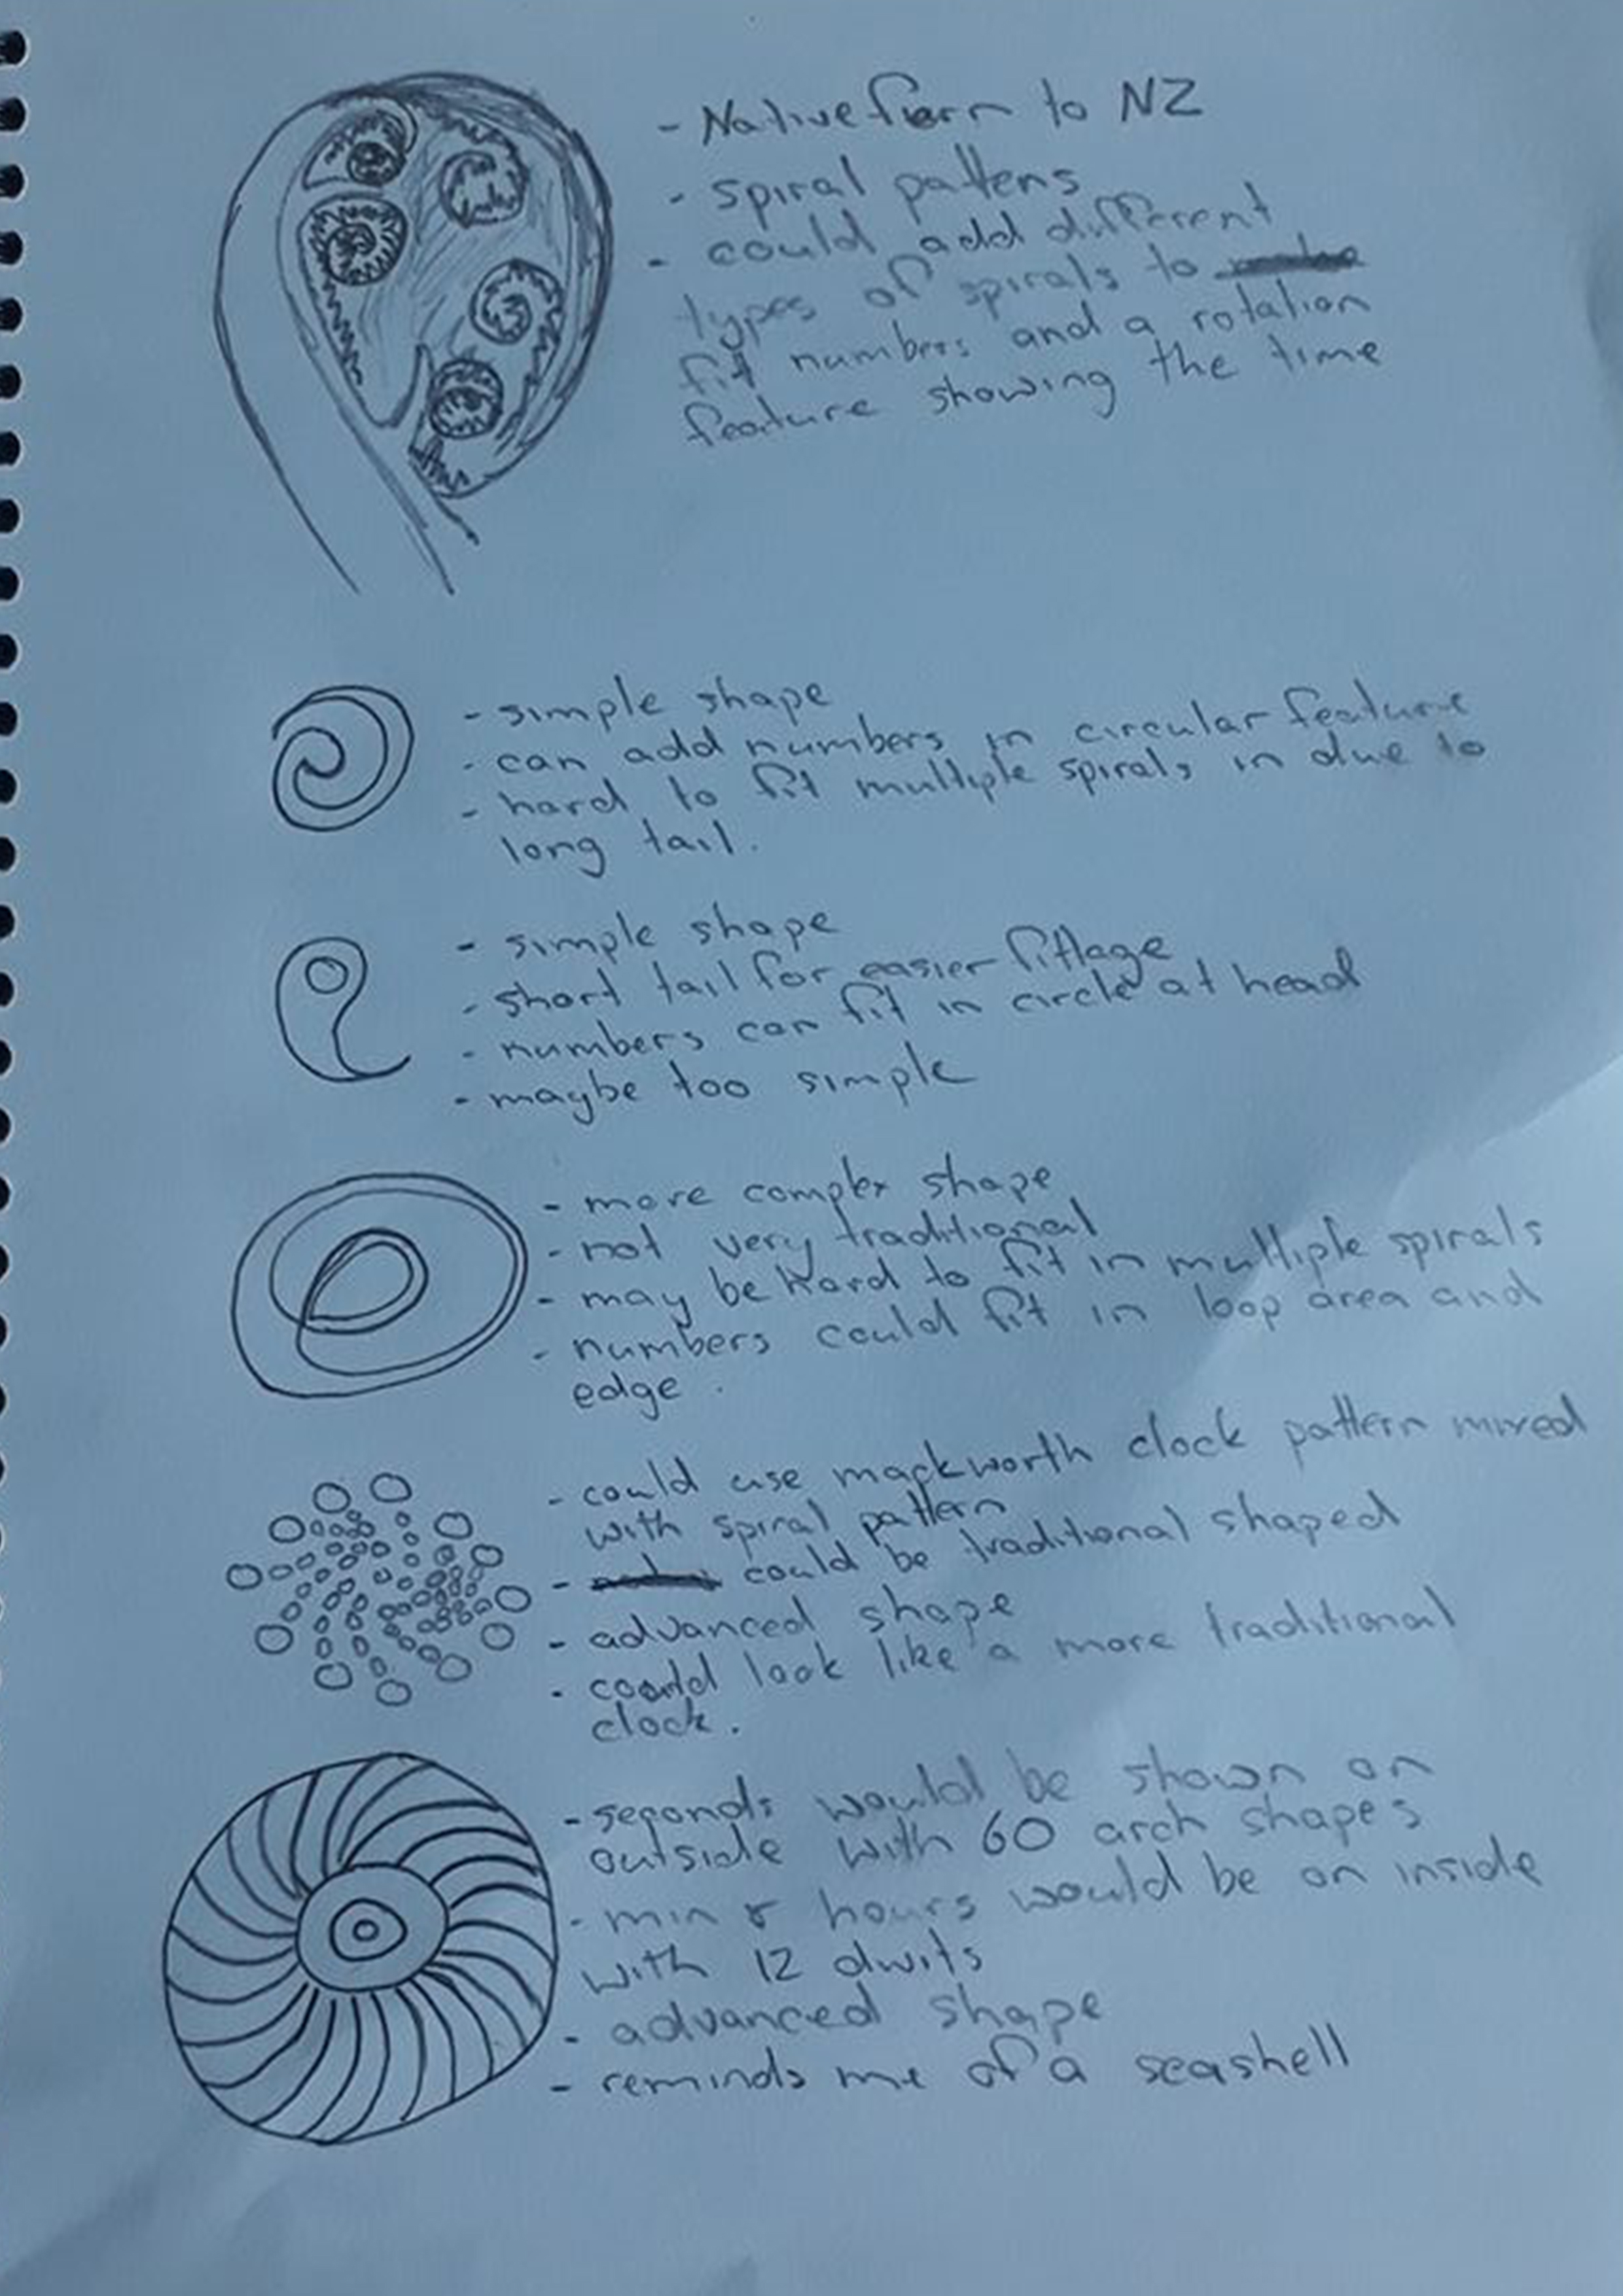 - Native fern to NZ
- spiral pattens
- could add different
types of spirals to
fit numbers and a rotation
feature showing the time
- simple shape
- can add numbers in circular feature
- hard to fit multiple spirals in due to
long tail.
- simple shape
- short tail for easier fittage
- numbers can fit in circle at head
- maybe too simple
- more complex shape
- not very traditional
- may be hard to fit in multiple spirals
- numbers could fit in loop area and
edge.
- could use mackworth clock pattern mixed
with spiral pattern
- could be traditional shaped
- advanced shape
- could look like a more traditional
clock.
- seconds would be shown on
outside with 60 arch shapes
- min & hours would be on inside
with 12
- advanced shape
- reminds me of a seashell